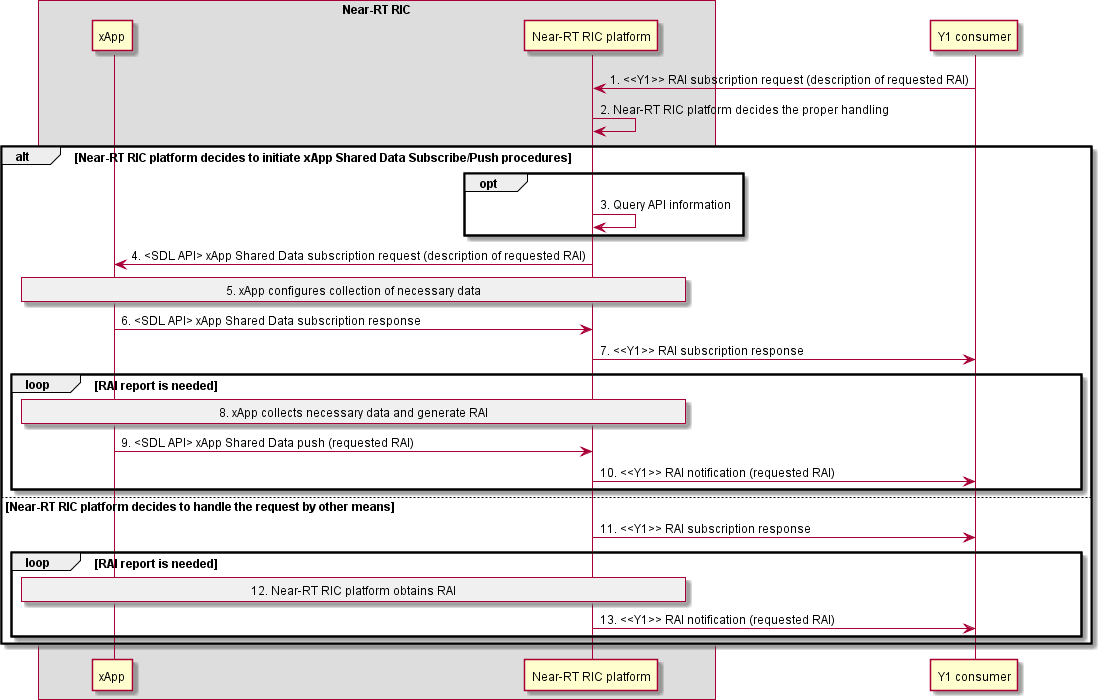 Near-RT RIC
xApp
Near-RT RIC platform
Y1 consumer
1. <<Y1>> RAI subscription request (description of requested RAI)
2. Near-RT RIC platform decides the proper handling
alt
[Near-RT RIC platform decides to initiate xApp Shared Data Subscribe/Push procedures]
opt
3. Query API information
4. <SDL API> xApp Shared Data subscription request (description of requested RAI)
5. xApp configures collection of necessary data
6. <SDL API> xApp Shared Data subscription response
7. <<Y1>> RAI subscription response
loop
[RAI report is needed]
8. xApp collects necessary data and generate RAI
9. <SDL API> xApp Shared Data push (requested RAI)
10. <<Y1>> RAI notification (requested RAI)
[Near-RT RIC platform decides to handle the request by other means]
11. <<Y1>> RAI subscription response
loop
[RAI report is needed]
12. Near-RT RIC platform obtains RAI
13. <<Y1>> RAI notification (requested RAI)
xApp
Near-RT RIC platform
Y1 consumer